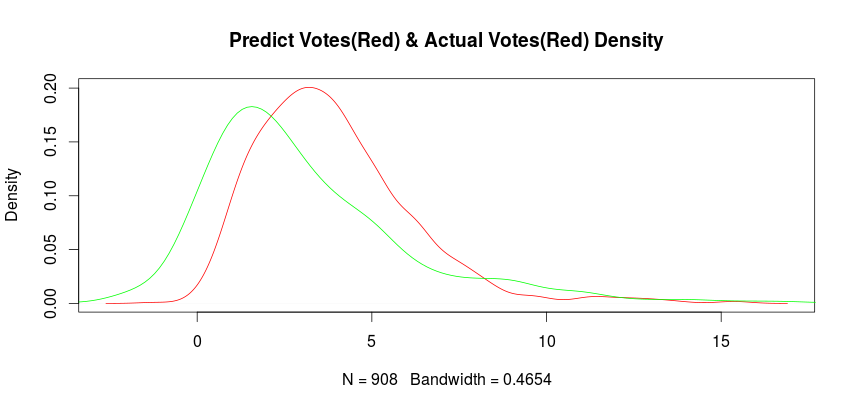 Predict Votes(Red) & Actual Votes(Red) Density
Density
0.20
0.15
0.10
0.05
0.00
0 5 10 15
N = 908 Bandwidth = 0.4654